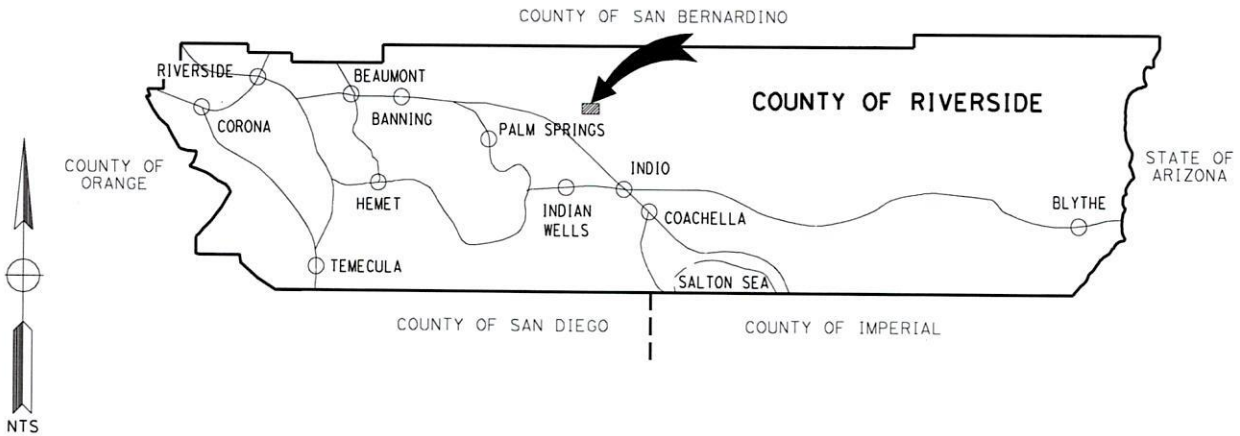 COUNTY OF SAN BERNARDINO
RIVERSIDE
BEAUMONT
COUNTY OF RIVERSIDE
CORONA
BANNING
PALM SPRINGS
COUNTY OF
ORANGE
STATE OF
ARIZONA
INDIO
HEMET
INDIAN
WELLS
COACHELLA
BLYTHE
TEMECULA
SALTON SEA
COUNTY OF SAN DIEGO
COUNTY OF IMPERIAL
NTS